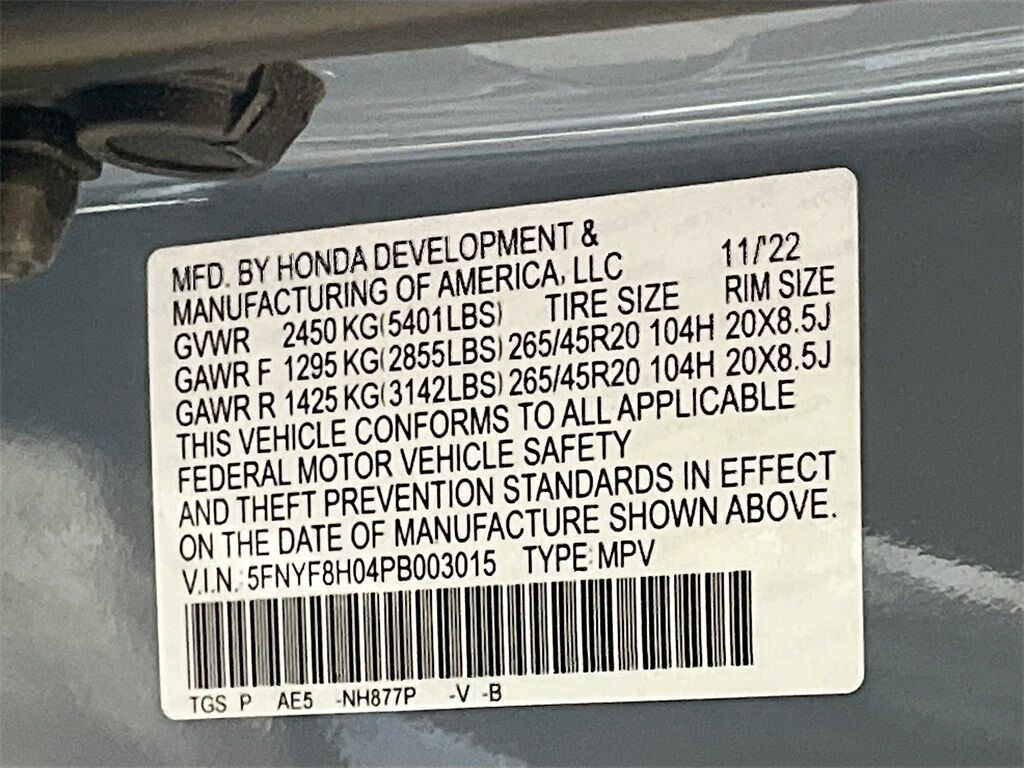 MFD. BY HONDA DEVELOPMENT &
MANUFACTURING OF AMERICA, LLC 11/'22
GVWR 2450 KG(5401LBS) TIRE SIZE RIM SIZE
GAWR F 1295 KG(2855LBS) 265/45R20 104H 20X8.5J
GAWR R 1425 KG(3142LBS) 265/45R20 104H 20X8.5J
THIS VEHICLE CONFORMS TO ALL APPLICABLE
FEDERAL MOTOR VEHICLE SAFETY
AND THEFT PREVENTION STANDARDS IN EFFECT
ON THE DATE OF MANUFACTURE SHOWN ABOVE.
V.I.N.: 5FNYF8H04PB003015 TYPE: MPV
TGS P AE5 -NH877P -V -B